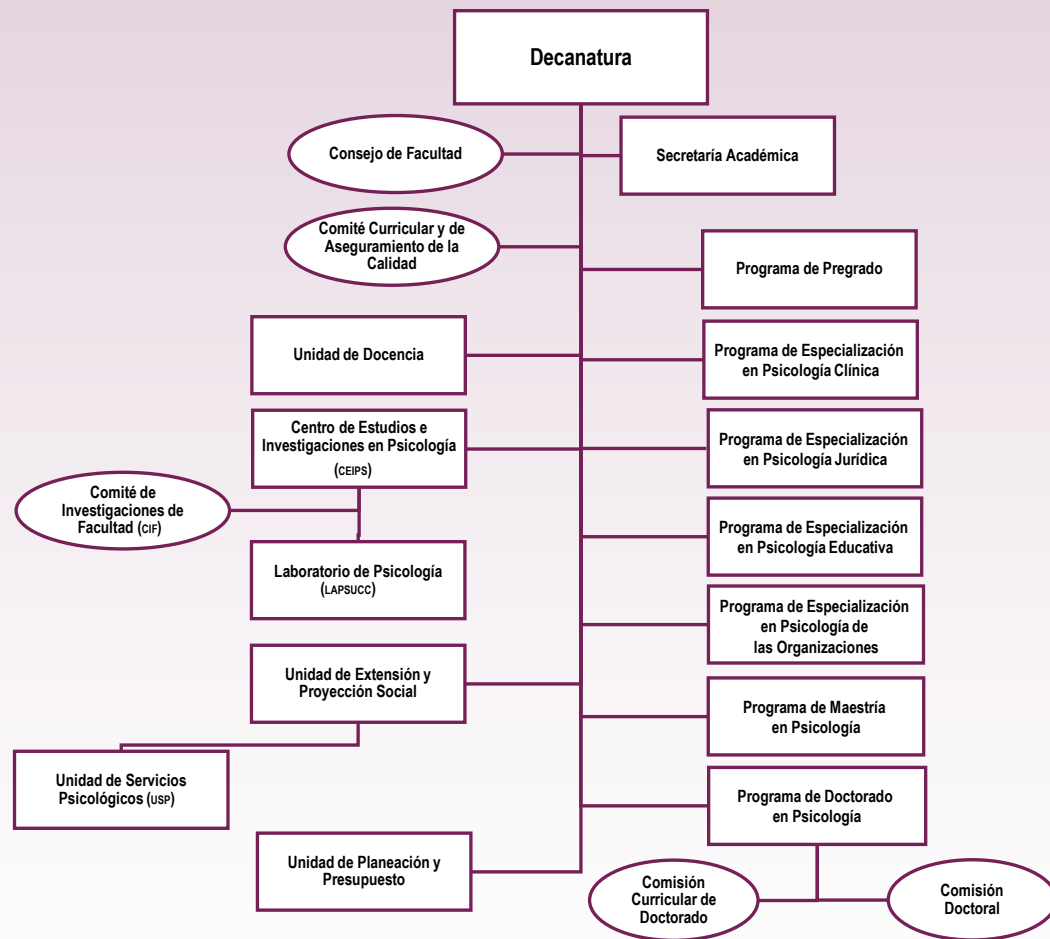 Decanatura
Consejo de Facultad
Secretaría Académica
Comité Curricular y de
Aseguramiento de la
Calidad
Programa de Pregrado
Unidad de Docencia
Programa de Especialización
en Psicología Clínica
Centro de Estudios e
Investigaciones en Psicología
(CEIPS)
Programa de Especialización
en Psicología Jurídica
Comité de
Investigaciones de
Facultad (CIF)
Programa de Especialización
en Psicología Educativa
Laboratorio de Psicología
(LAPSUCC)
Programa de Especialización
en Psicología de
las Organizaciones
Unidad de Extensión y
Proyección Social
Programa de Maestría
en Psicología
Unidad de Servicios
Psicológicos (USP)
Programa de Doctorado
en Psicología
Unidad de Planeación y
Presupuesto
Comisión
Curricular de
Doctorado
Comisión
Doctoral